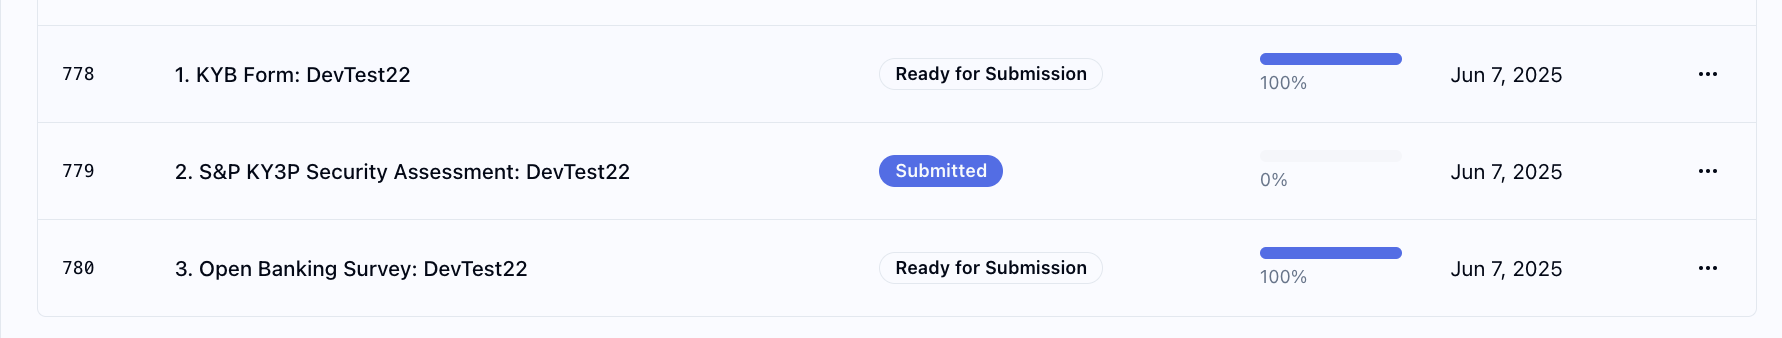 778 1. KYB Form: DevTest22 Ready for Submission 100% Jun 7, 2025 ...
779 2. S&P KY3P Security Assessment: DevTest22 Submitted 0% Jun 7, 2025 ...
780 3. Open Banking Survey: DevTest22 Ready for Submission 100% Jun 7, 2025 ...